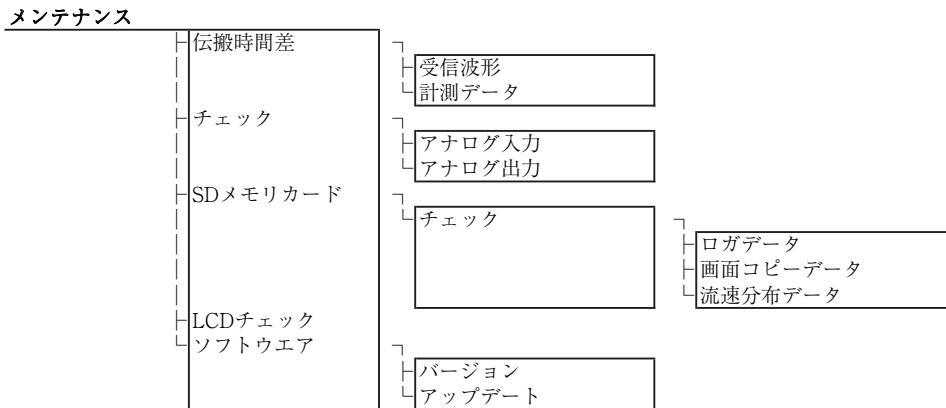 メンテナンス
伝搬時間差
受信波形
計測データ
チェック
アナログ入力
アナログ出力
SDメモリカード
チェック
ロガデータ
画面コピーデータ
流速分布データ
LCDチェック
ソフトウエア
バージョン
アップデート